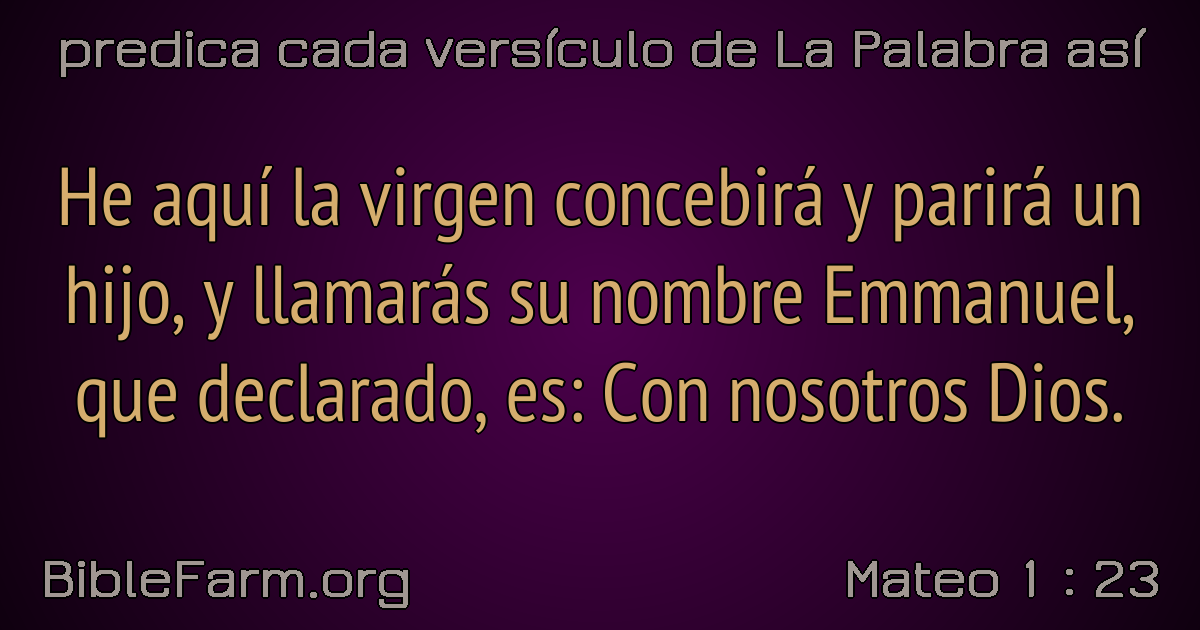 predica cada versículo de La Palabra así
He aquí la virgen concebirá y parirá un
hijo, y llamarás su nombre Emmanuel,
que declarado, es: Con nosotros Dios.
BibleFarm.org
Mateo 1 : 23